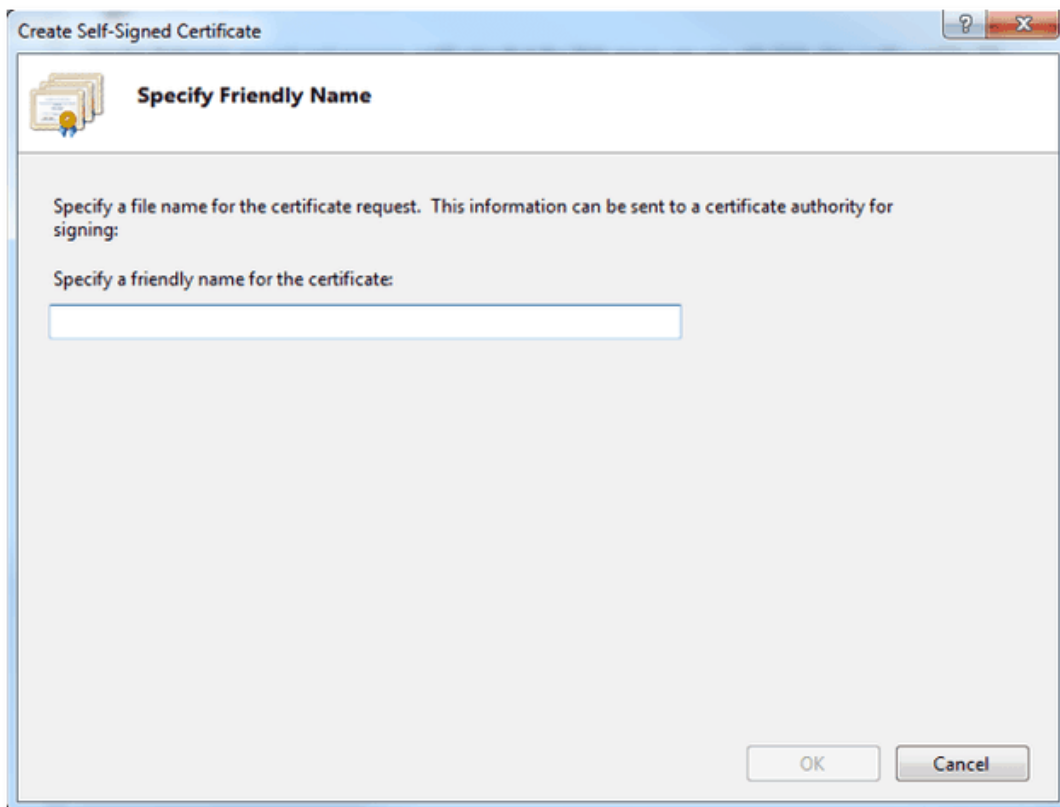 Create Self-Signed Certificate
Specify Friendly Name
Specify a file name for the certificate request.  This information can be sent to a certificate authority for
signing:
Specify a friendly name for the certificate:
OK
Cancel